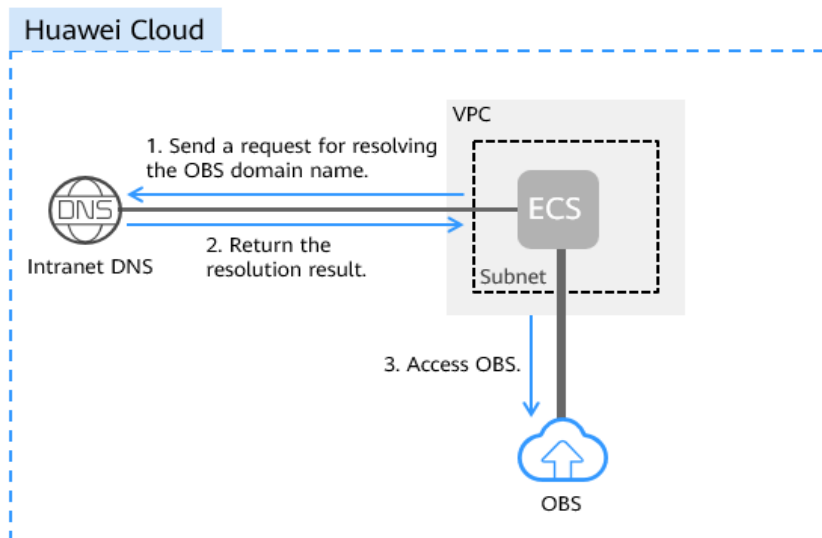 Huawei Cloud
VPC
1. Send a request for resolving
the OBS domain name.
DNS
ECS
2. Return the
resolution result.
Intranet DNS
Subnet
3. Access OBS.
OBS